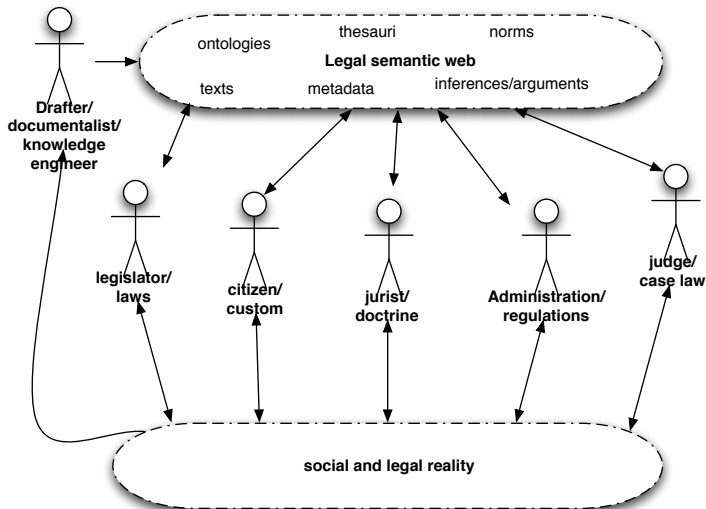 ontologies
thesauri
norms
Legal semantic web
texts
metadata
inferences/arguments
Drafter/
documentalist/
knowledge
engineer
legislator/
laws
citizen/
custom
jurist/
doctrine
Administration/
regulations
judge/
case law
social and legal reality